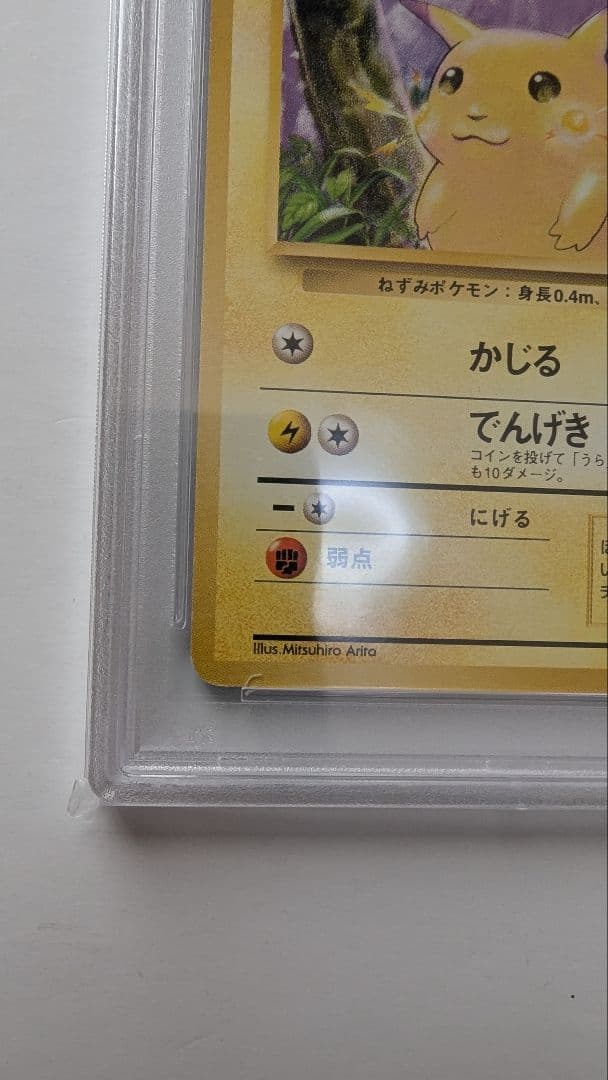 ねずみポケモン：身長0.4m、
かじる
でんげき
コインを投げて「うら
も10ダメージ。
にげる
弱点
Illus.Mitsuhiro Arita